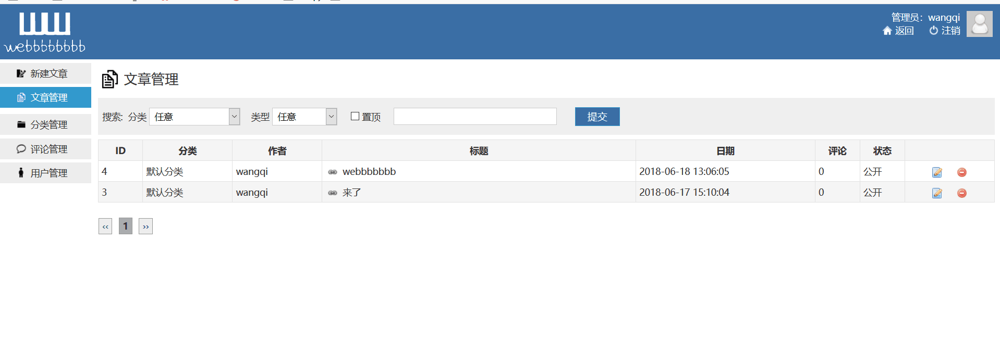 管理员：wangqi
返回 注销
webbbbbbbbb
新建文章
文章管理
分类管理
评论管理
用户管理
文章管理
搜索: 分类 任意 类型 任意 置顶 提交
ID 分类 作者 标题 日期 评论 状态
4 默认分类 wangqi webbbbbbb 2018-06-18 13:06:05 0 公开
3 默认分类 wangqi 来了 2018-06-17 15:10:04 0 公开
‹‹ 1 ››